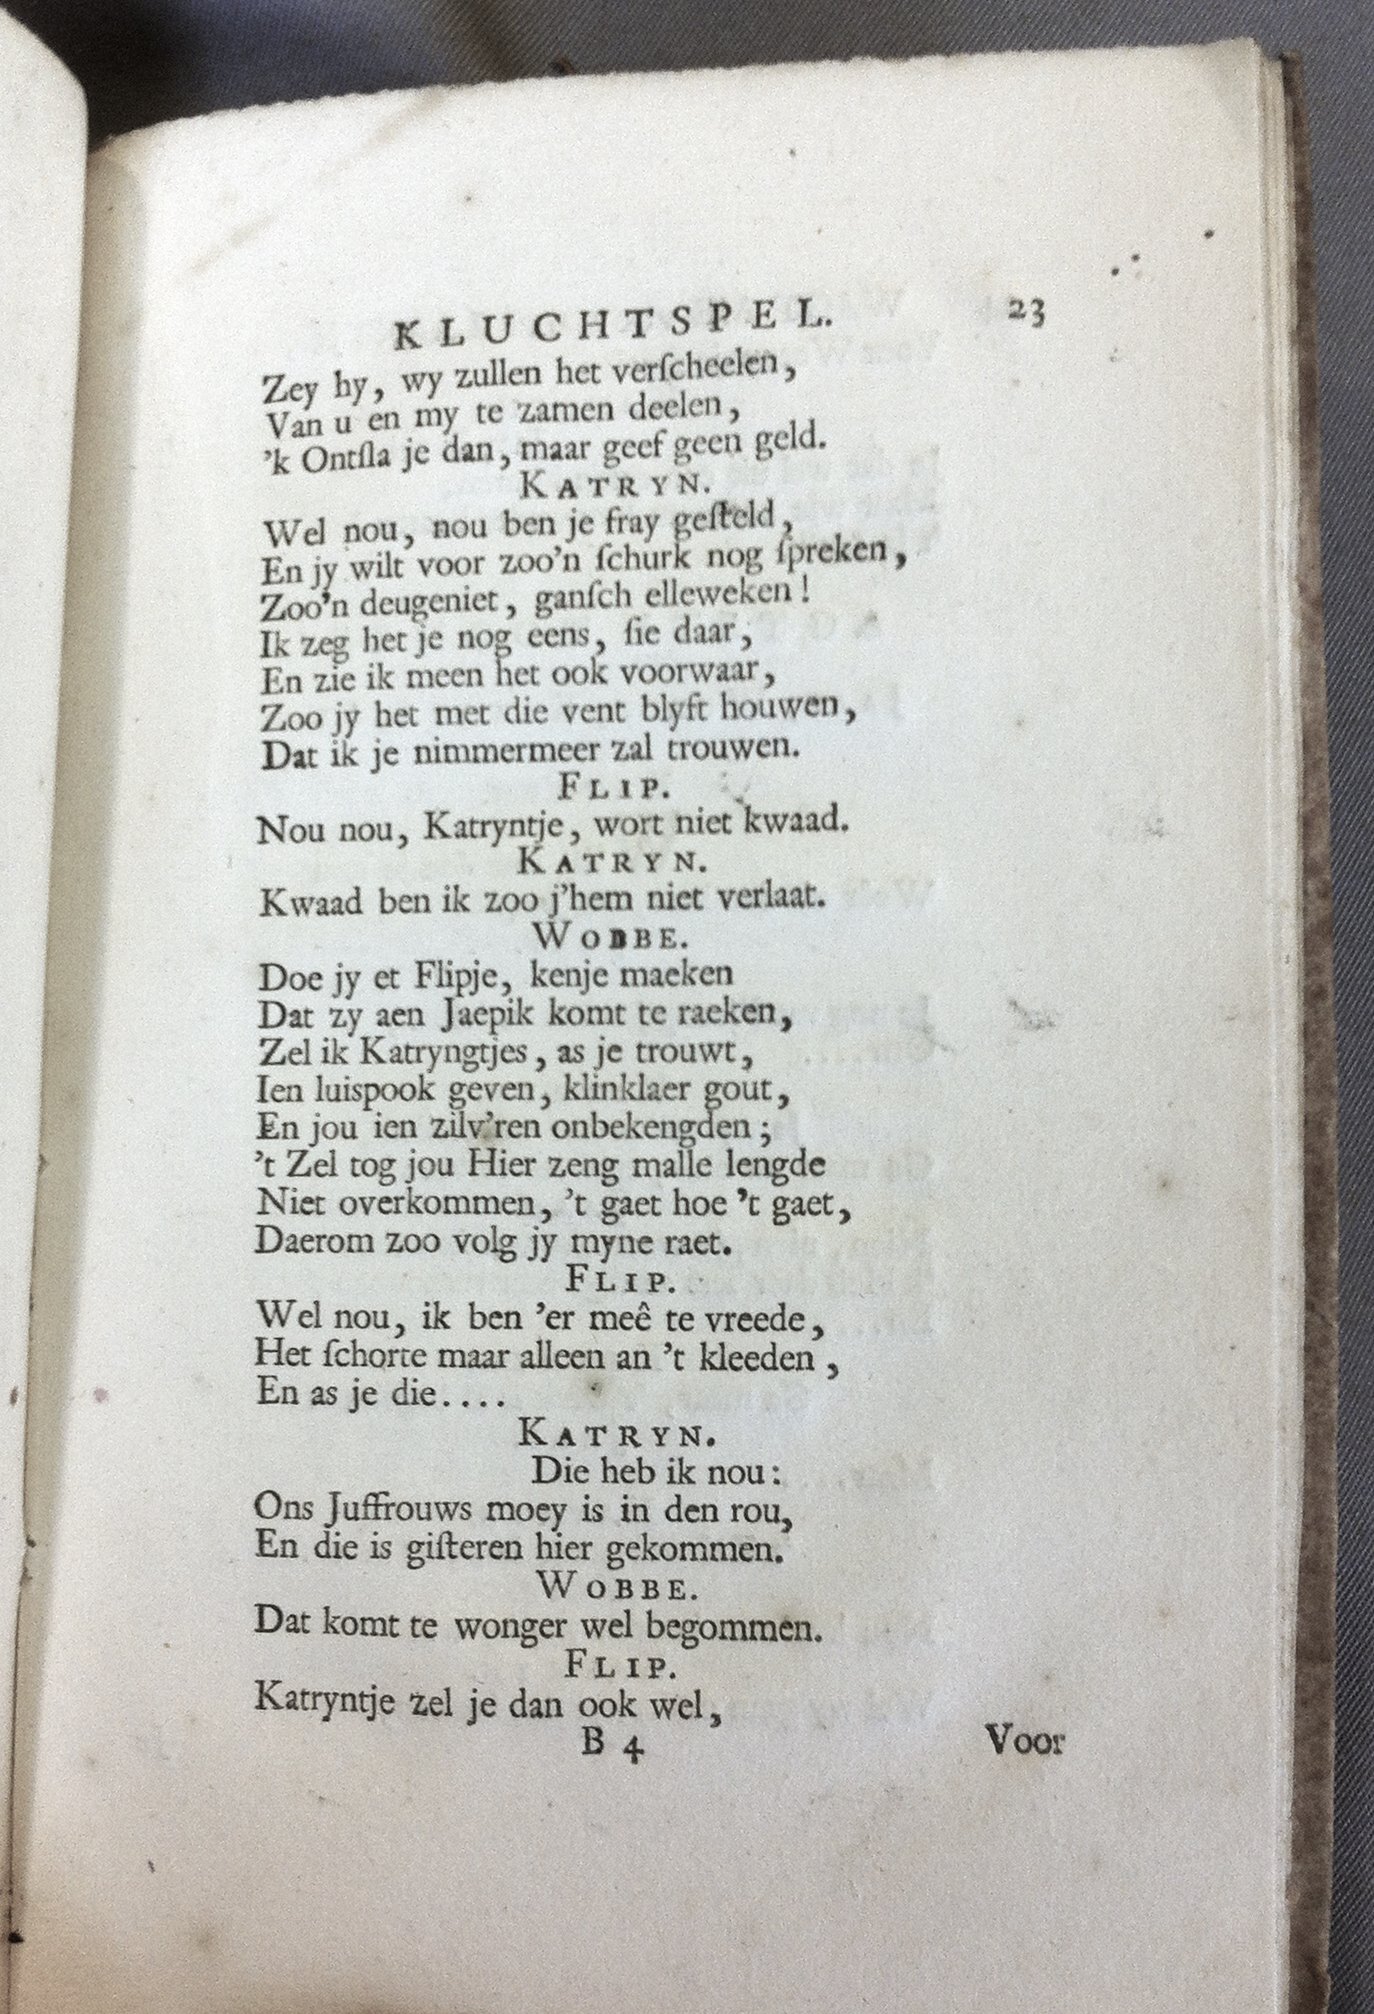 KLUCHTSPEL. 23
Zey hy, wy zullen het verſcheelen,
Van u en my te zamen deelen,
'k Ontſla je dan, maar geef geen geld.
KATRYN.
Wel nou, nou ben je fray geſteld,
En jy wilt voor zoo'n ſchurk nog ſpreken,
Zoo'n deugeniet, ganſch elleweken!
Ik zeg het je nog eens, ſie daar,
En zie ik meen het ook voorwaar,
Zoo jy het met die vent blyft houwen,
Dat ik je nimmermeer zal trouwen.
FLIP.
Nou nou, Katryntje, wort niet kwaad.
KATRYN.
Kwaad ben ik zoo j'hem niet verlaat.
WOBBE.
Doe jy et Flipje, kenje maeken
Dat zy aen Jaepik komt te raeken,
Zel ik Katryngtjes, as je trouwt,
Ien luispook geven, klinklaer gout,
En jou ien zilv'ren onbekengden;
't Zel tog jou Hier zeng malle lengde
Niet overkommen, 't gaet hoe 't gaet,
Daerom zoo volg jy myne raet.
FLIP.
Wel nou, ik ben 'er meê te vreede,
Het ſchorte maar alleen an 't kleeden,
En as je die....
KATRYN.
Die heb ik nou:
Ons Juffrouws moey is in den rou,
En die is giſteren hier gekommen.
WOBBE.
Dat komt te wonger wel begommen.
FLIP.
Katryntje zel je dan ook wel,
B 4 Voor